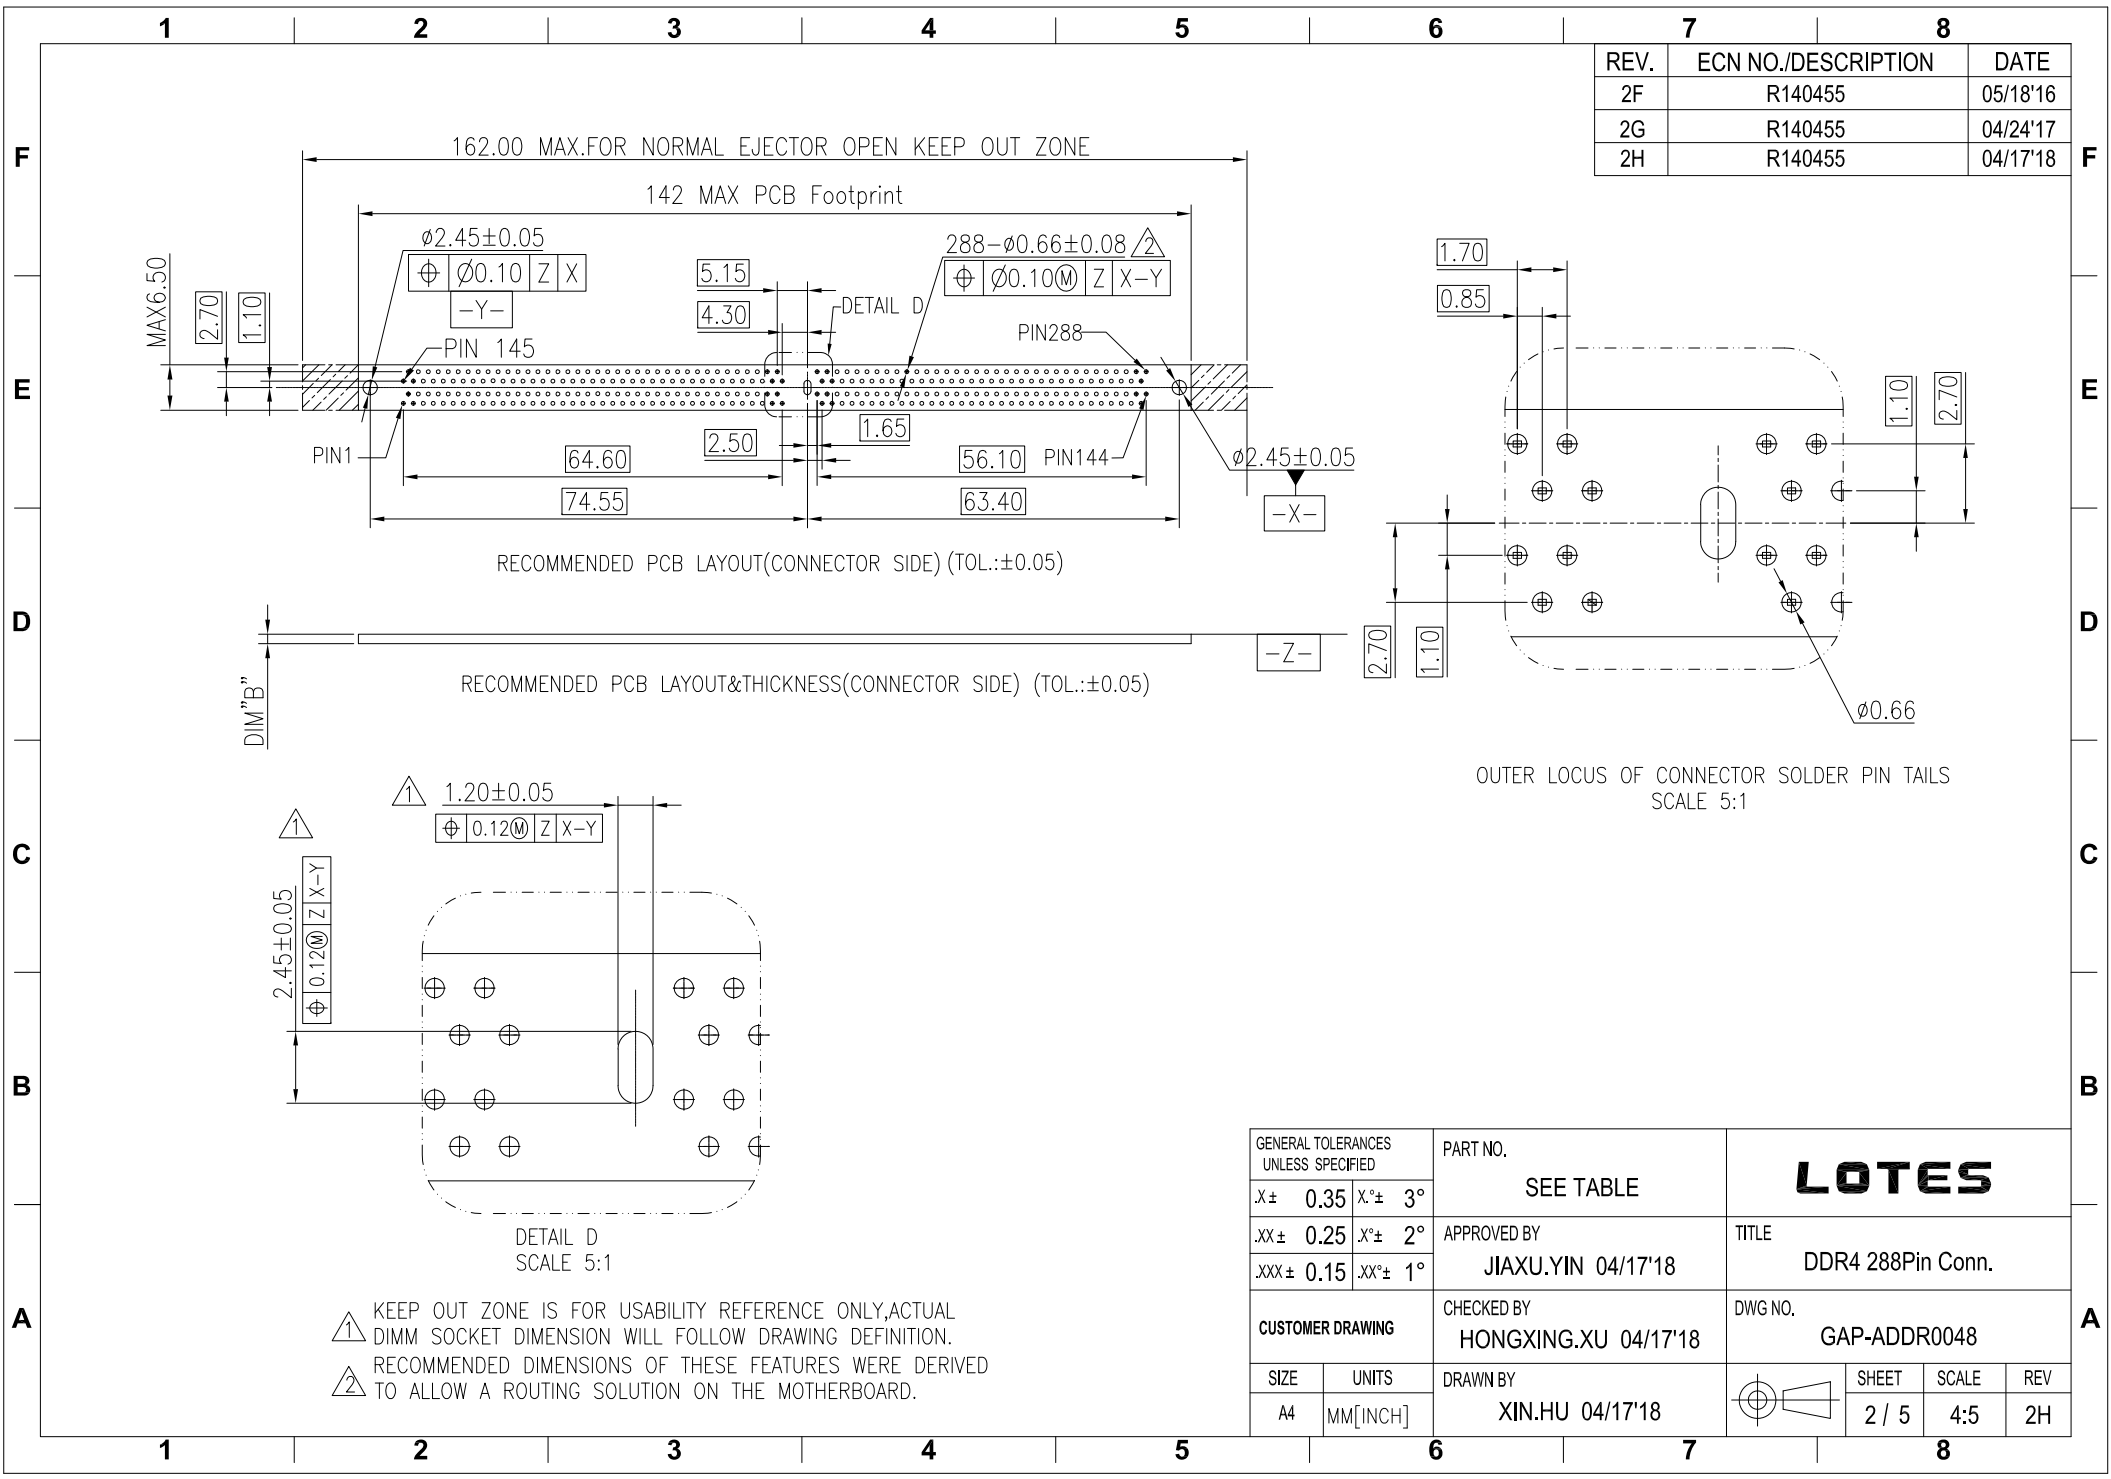 1 2 3 4 5 6 7 8
REV. ECN NO./DESCRIPTION DATE
2F R140455 05/18'16
2G R140455 04/24'17
2H R140455 04/17'18
F F
162.00 MAX.FOR NORMAL EJECTOR OPEN KEEP OUT ZONE
142 MAX PCB Footprint
ø2.45±0.05
⌖ Ø0.10 Z X
-Y-
5.15
4.30
288-ø0.66±0.08 2
⌖ Ø0.10Ⓜ Z X-Y
DETAIL D
PIN288
PIN 145
MAX6.50
2.70
1.10
E E
PIN1
64.60
74.55
2.50
1.65
56.10
PIN144
63.40
ø2.45±0.05
-X-
RECOMMENDED PCB LAYOUT(CONNECTOR SIDE) (TOL.:±0.05)
1.70
0.85
1.10
2.70
2.70
1.10
ø0.66
OUTER LOCUS OF CONNECTOR SOLDER PIN TAILS
SCALE 5:1
D D
-Z-
DIM"B"
RECOMMENDED PCB LAYOUT&THICKNESS(CONNECTOR SIDE) (TOL.:±0.05)
1 1.20±0.05
⌖ 0.12Ⓜ Z X-Y
1
2.45±0.05
⌖ 0.12Ⓜ Z X-Y
C C
B B
DETAIL D
SCALE 5:1
1 KEEP OUT ZONE IS FOR USABILITY REFERENCE ONLY,ACTUAL
DIMM SOCKET DIMENSION WILL FOLLOW DRAWING DEFINITION.
2 RECOMMENDED DIMENSIONS OF THESE FEATURES WERE DERIVED
TO ALLOW A ROUTING SOLUTION ON THE MOTHERBOARD.
A A
GENERAL TOLERANCES
UNLESS SPECIFIED
.X± 0.35 X.°± 3°
.XX± 0.25 .X°± 2°
.XXX± 0.15 .XX°± 1°
CUSTOMER DRAWING
SIZE UNITS
A4 MM[INCH]
PART NO.
SEE TABLE
APPROVED BY
JIAXU.YIN 04/17'18
CHECKED BY
HONGXING.XU 04/17'18
DRAWN BY
XIN.HU 04/17'18
LOTES
TITLE
DDR4 288Pin Conn.
DWG NO.
GAP-ADDR0048
SHEET SCALE REV
2 / 5 4:5 2H
1 2 3 4 5 6 7 8